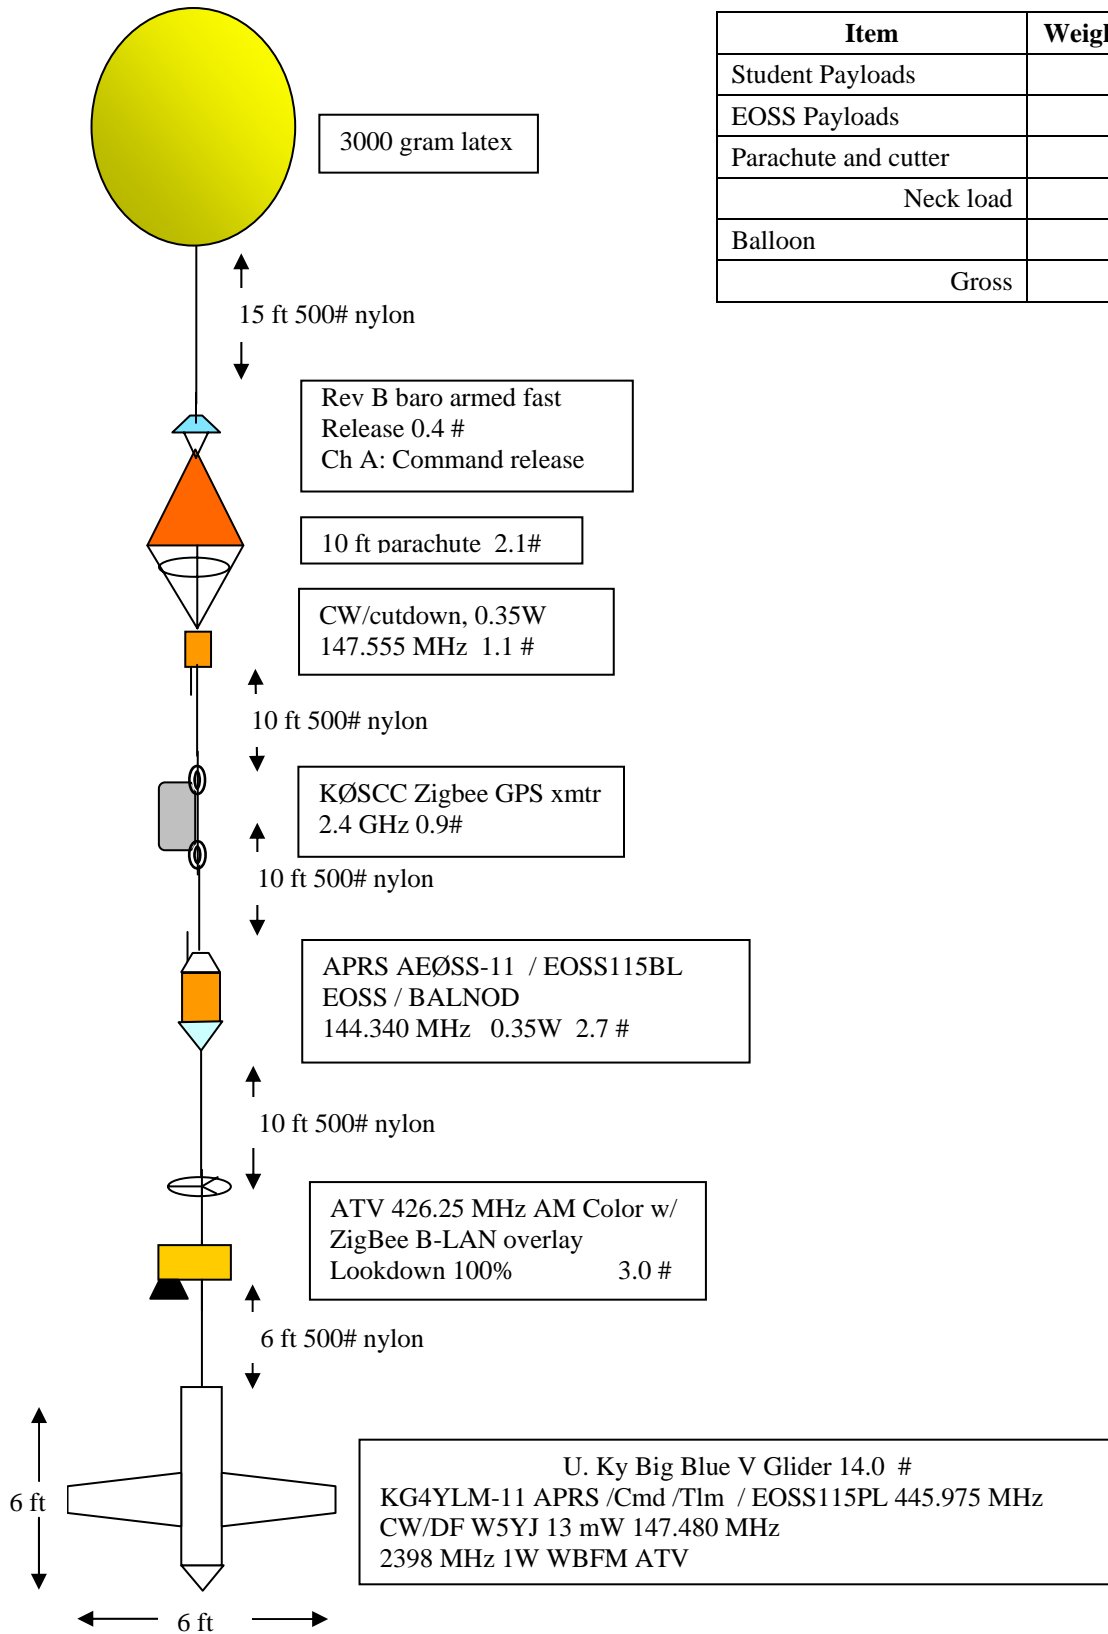 Item
Student Payloads
EOSS Payloads
Parachute and cutter
Neck load
Balloon
Gross
3000 gram latex
15 ft 500# nylon
Rev B baro armed fast
Release 0.4 #
Ch A: Command release
10 ft parachute 2.1#
CW/cutdown, 0.35W
147.555 MHz 1.1 #
10 ft 500# nylon
KØSCC Zigbee GPS xmtr
2.4 GHz 0.9#
10 ft 500# nylon
APRS AEØSS-11 / EOSS115BL
EOSS / BALNOD
144.340 MHz 0.35W 2.7 #
10 ft 500# nylon
ATV 426.25 MHz AM Color w/
ZigBee B-LAN overlay
Lookdown 100% 3.0 #
6 ft 500# nylon
6 ft
U. Ky Big Blue V Glider 14.0 #
KG4YLM-11 APRS /Cmd /Tlm / EOSS115PL 445.975 MHz
CW/DF W5YJ 13 mW 147.480 MHz
2398 MHz 1W WBFM ATV
6 ft